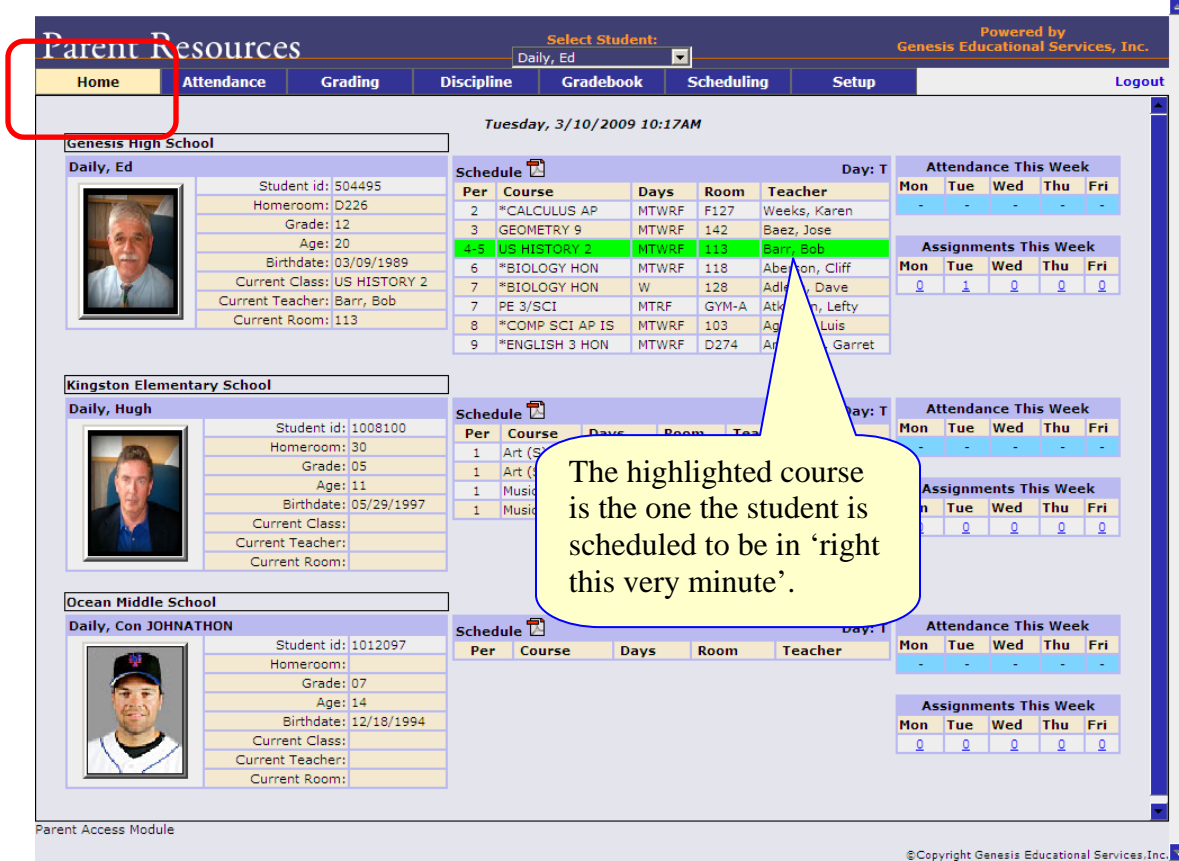 Parent Resources
Select Student:
Daily, Ed
Powered by
Genesis Educational Services, Inc.
Home Attendance Grading Discipline Gradebook Scheduling Setup Logout
Tuesday, 3/10/2009 10:17AM
Genesis High School
Daily, Ed
Student id: 504495
Homeroom: D226
Grade: 12
Age: 20
Birthdate: 03/09/1989
Current Class: US HISTORY 2
Current Teacher: Barr, Bob
Current Room: 113
Schedule Day: T
Per Course Days Room Teacher
2 *CALCULUS AP MTWRF F127 Weeks, Karen
3 GEOMETRY 9 MTWRF 142 Baez, Jose
4-5 US HISTORY 2 MTWRF 113 Barr, Bob
6 *BIOLOGY HON MTWRF 118 Cliff
7 *BIOLOGY HON W 128 Dave
7 PE 3/SCI MTRF GYM-A Lefty
8 *COMP SCI AP IS MTWRF 103 Luis
9 *ENGLISH 3 HON MTWRF D274 Garret
Attendance This Week
Mon Tue Wed Thu Fri
- - - - -
Assignments This Week
Mon Tue Wed Thu Fri
0 1 0 0 0
Kingston Elementary School
Daily, Hugh
Student id: 1008100
Homeroom: 30
Grade: 05
Age: 11
Birthdate: 05/29/1997
Current Class:
Current Teacher:
Current Room:
Schedule Day: T
Per Course Days Room
1 Art
1 Art
1 Music
1 Music
Attendance This Week
Mon Tue Wed Thu Fri
- - - - -
Assignments This Week
Tue Wed Thu Fri
0 0 0 0
The highlighted course
is the one the student is
scheduled to be in ‘right
this very minute’.
Ocean Middle School
Daily, Con JOHNATHON
Student id: 1012097
Homeroom:
Grade: 07
Age: 14
Birthdate: 12/18/1994
Current Class:
Current Teacher:
Current Room:
Schedule Day: T
Per Course Days Room Teacher
Attendance This Week
Mon Tue Wed Thu Fri
- - - - -
Assignments This Week
Mon Tue Wed Thu Fri
0 0 0 0 0
Parent Access Module
©Copyright Genesis Educational Services,Inc.